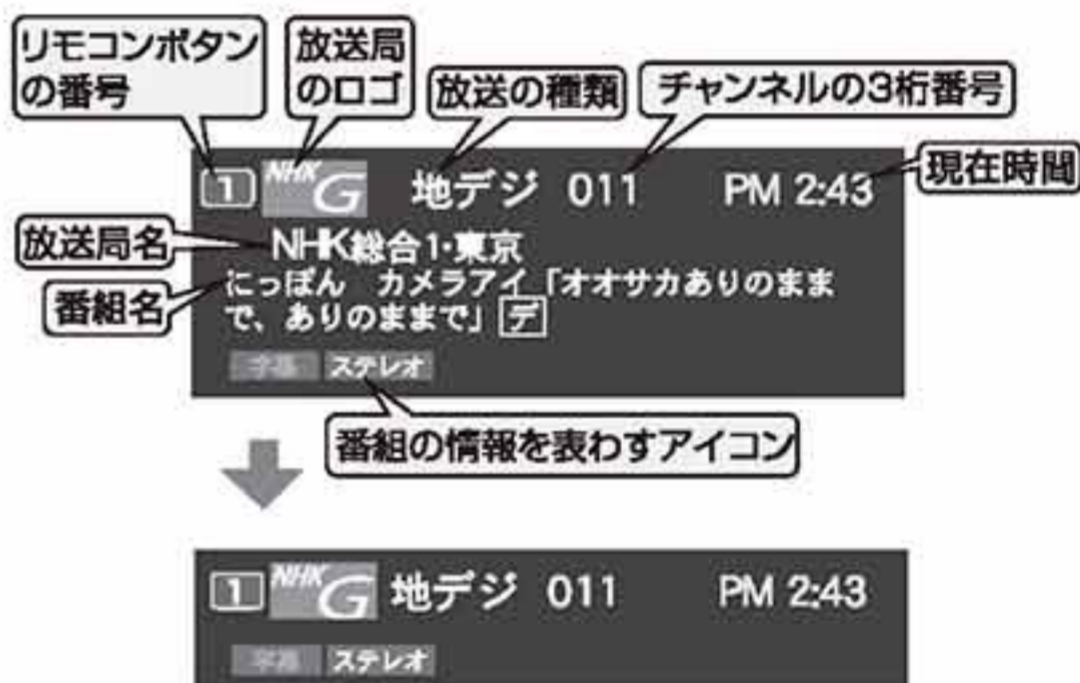 リモコンボタン
の番号
放送局
のロゴ
放送の種類
チャンネルの3桁番号
1 NHK G 地デジ 011 PM 2:43
現在時間
放送局名
NHK総合1・東京
番組名
にっぽん カメラアイ「オオサカありのまま
で、ありのままで」デ
字幕 ステレオ
番組の情報を表わすアイコン
1 NHK G 地デジ 011 PM 2:43
字幕 ステレオ